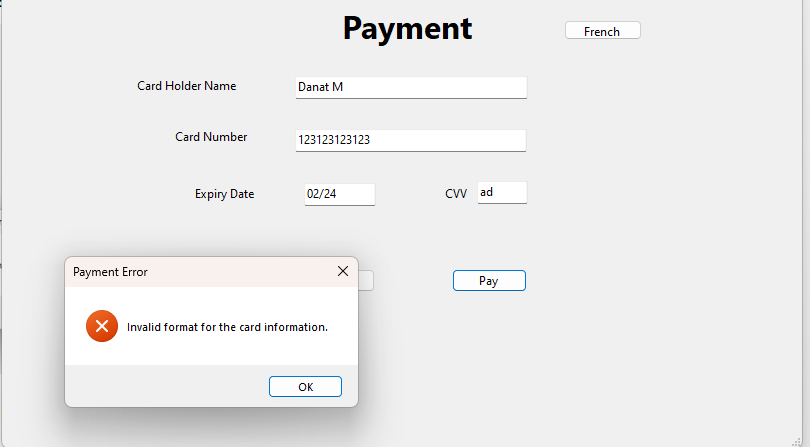 Payment
French
Card Holder Name
Danat M
Card Number
123123123123
Expiry Date
02/24
CVV
ad
Pay
Payment Error
Invalid format for the card information.
OK